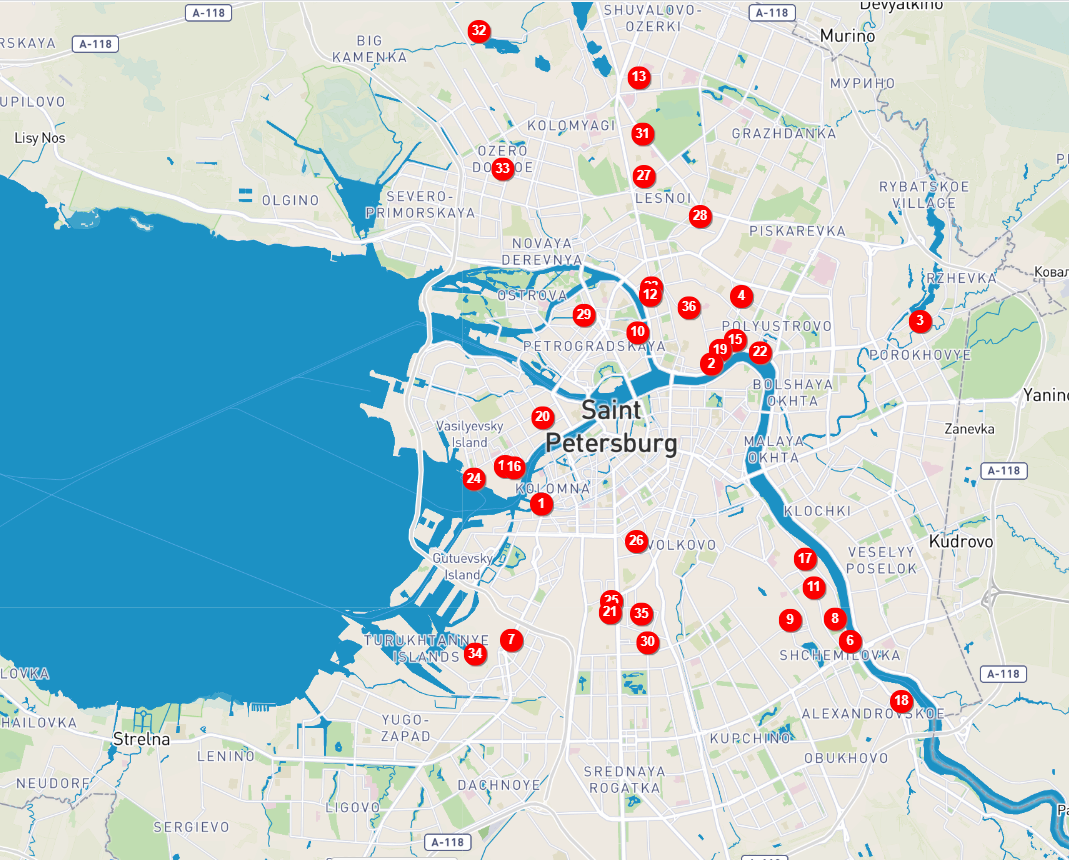 A-118
SHUVALOVO-
OZERKI
A-118
Devyatkino
32
RSKAYA
A-118
BIG
KAMENKA
Murino
13
МУРИНО
UPILOVO
KOLOMYAGI
31
GRAZHDANKA
Lisy Nos
OZERO
33
27
RYBATSKOE
VILLAGE
OLGINO
SEVERO-
PRIMORSKAYA
LESNOI
28
PISKAREVKA
NOVAYA
DEREVNYA
RZHEVKA
Ковал
OSTROVA
12
4
36
29
3
10
POLYUSTROVO
PETROGRADSKAYA
15
19
22
2
POROKHOVYE
BOLSHAYA
OKHTA
Yanino
Saint
Petersburg
20
Vasilyevsky
Island
Zanevka
MALAYA
OKHTA
16
24
A-118
KOLOMNA
1
KLOCHKI
26
VOLKOVO
Kudrovo
17
VESELYY
POSELOK
Gutuevsky
Island
11
25
21
35
9
8
7
30
6
TURUKHTANNYE
ISLANDS
34
SHCHEMILOVKA
LOVKA
A-118
18
HAILOVKA
YUGO-
ZAPAD
ALEXANDROVSKOE
Strelna
KUPCHINO
LENINO
OBUKHOVO
SREDNAYA
ROGATKA
NEUDORF
DACHNOYE
LIGOVO
SERGIEVO
A-118